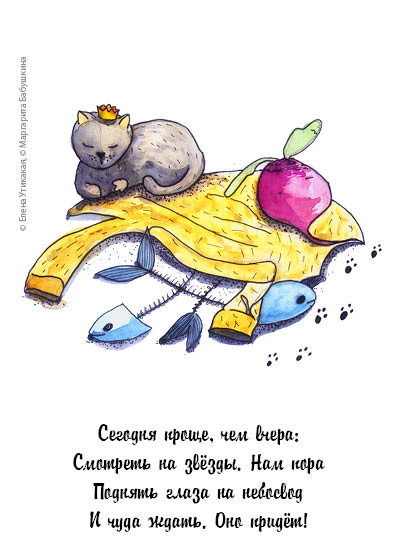 © Елена Утикакая, © Маргарита Бабушкина
Сегодня проще, чем вчера:
Смотреть на звёзды. Нам пора
Поднять глаза на небосвод
И чуда ждать. Оно придёт!